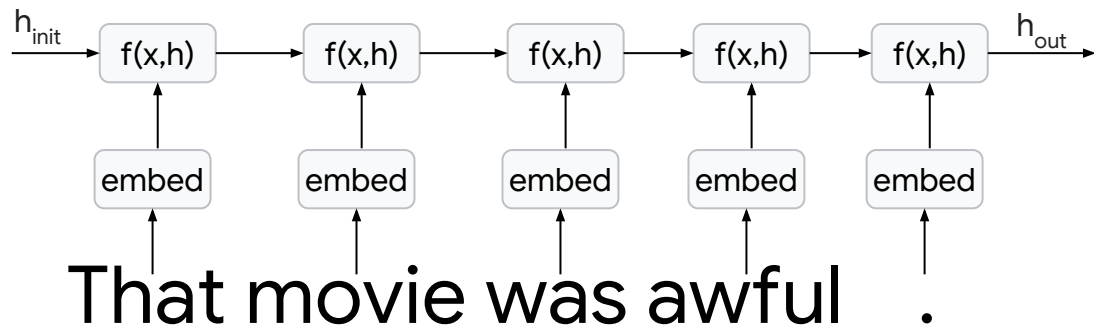 h_init f(x,h) f(x,h) f(x,h) f(x,h) f(x,h) h_out
embed embed embed embed embed
That movie was awful .